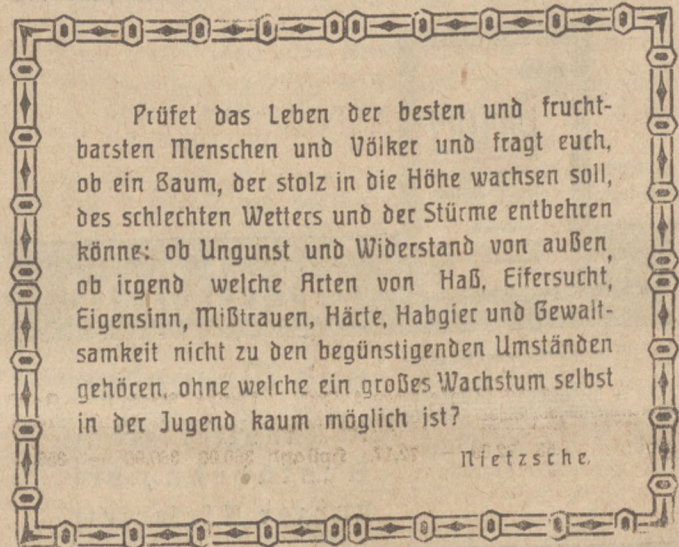 Prüfet das Leben der besten und frucht-
barsten Menschen und Völker und fragt euch,
ob ein Baum, der stolz in die Höhe wachsen soll,
des schlechten Wetters und der Stürme entbehren
könne: ob Ungunst und Widerstand von außen,
ob irgend welche Arten von Haß, Eifersucht,
Eigensinn, Mißtrauen, Härte, Habgier und Gewalt-
samkeit nicht zu den begünstigenden Umständen
gehören, ohne welche ein großes Wachstum selbst
in der Jugend kaum möglich ist?
Nietzsche.